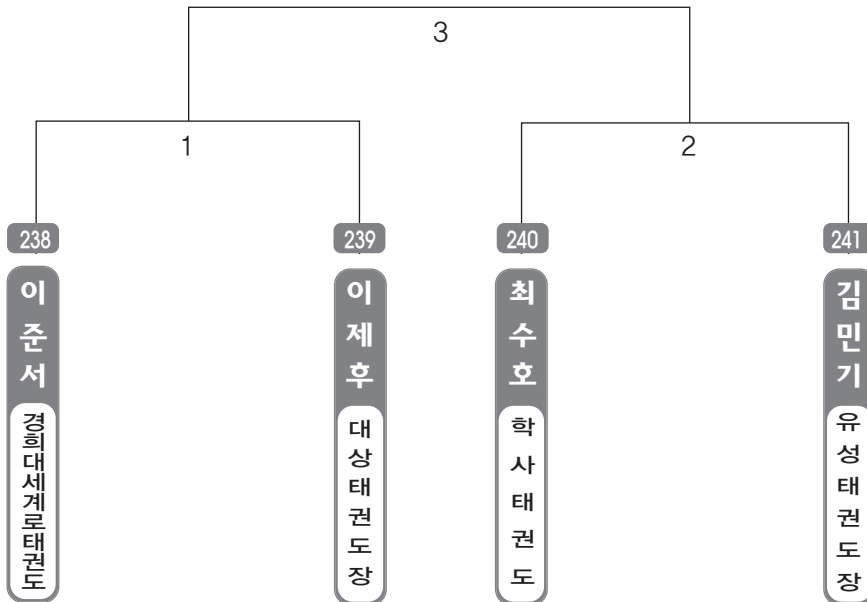 3
1
2
238
239
240
241
이준서
이제후
최수호
김민기
경희대세계로태권도
대상태권도장
학사태권도
유성태권도장